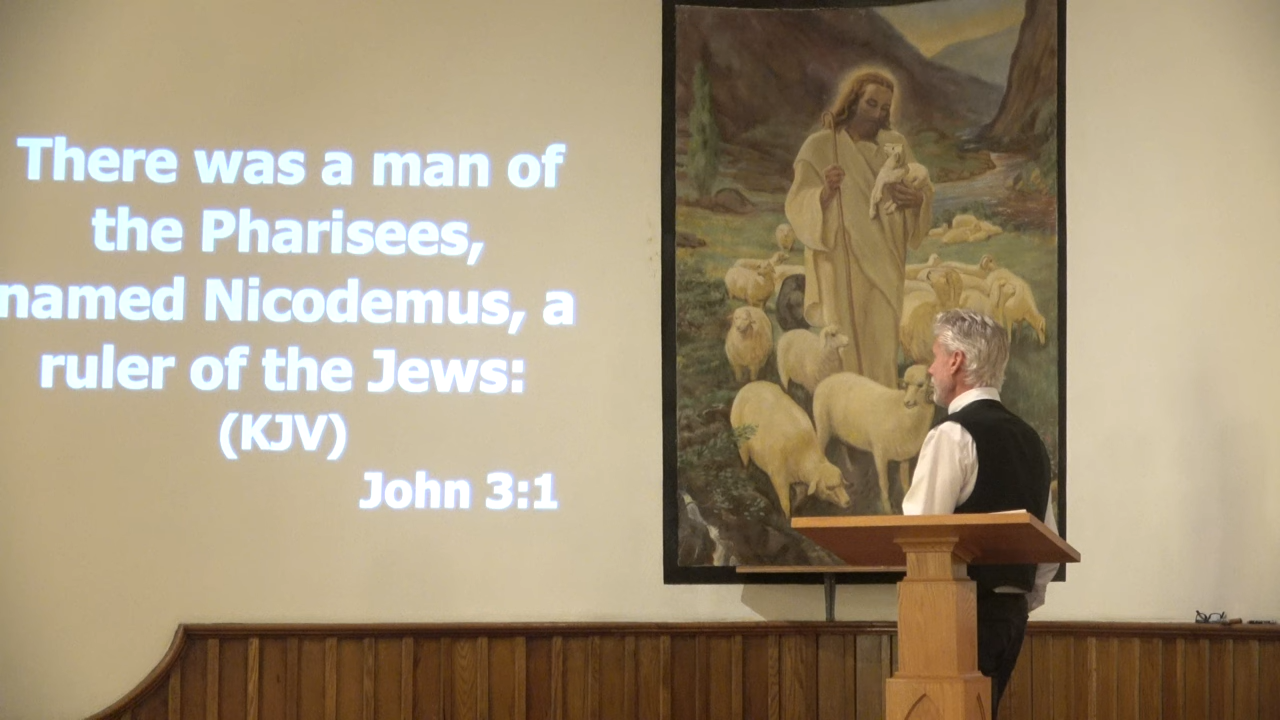 There was a man of
the Pharisees,
named Nicodemus, a
ruler of the Jews:
(KJV)
John 3:1